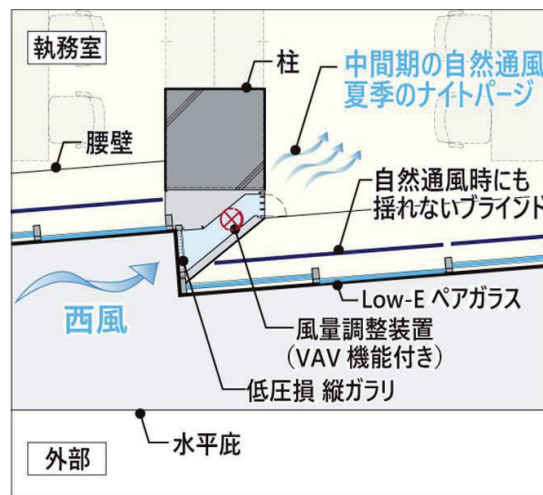 執務室
柱
中間期の自然通風
夏季のナイトパージ
腰壁
自然通風時にも
揺れないブラインド
西風
Low-E ペアガラス
風量調整装置
（VAV 機能付き）
低圧損 縦ガラリ
水平庇
外部